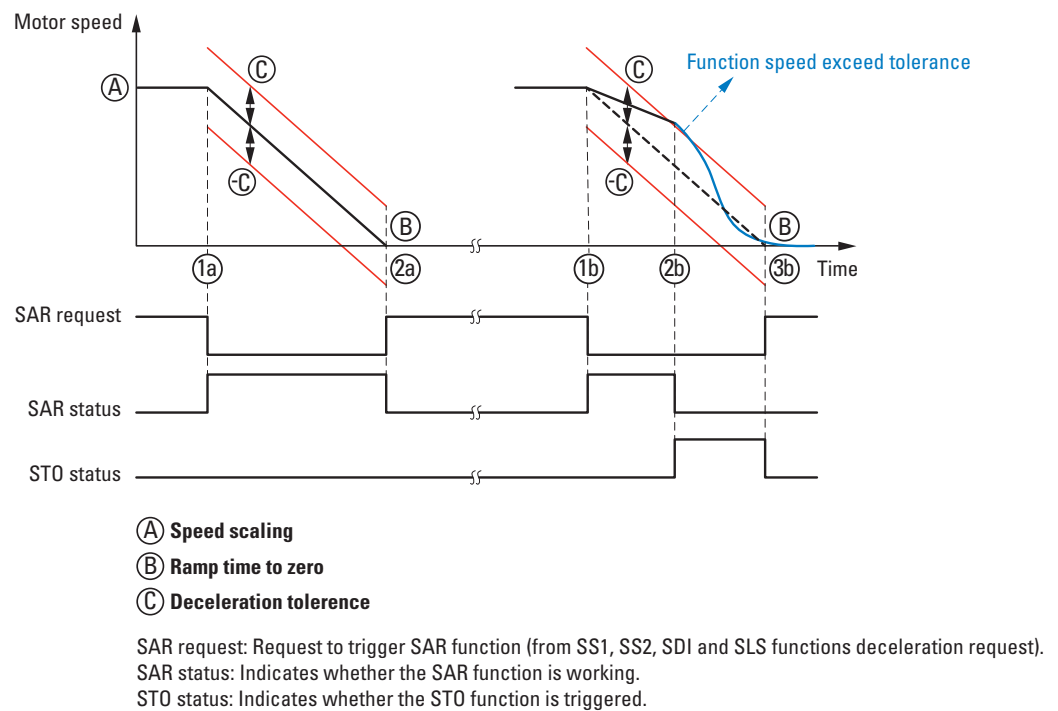 Motor speed
Ⓒ
Ⓒ
Function speed exceed tolerance
Ⓐ
-C
-C
Ⓑ
Ⓑ
1a
2a
1b
2b
3b
Time
SAR request
SAR status
STO status
Ⓐ Speed scaling
Ⓑ Ramp time to zero
Ⓒ Deceleration tolerence
SAR request: Request to trigger SAR function (from SS1, SS2, SDI and SLS functions deceleration request).
SAR status: Indicates whether the SAR function is working.
STO status: Indicates whether the STO function is triggered.